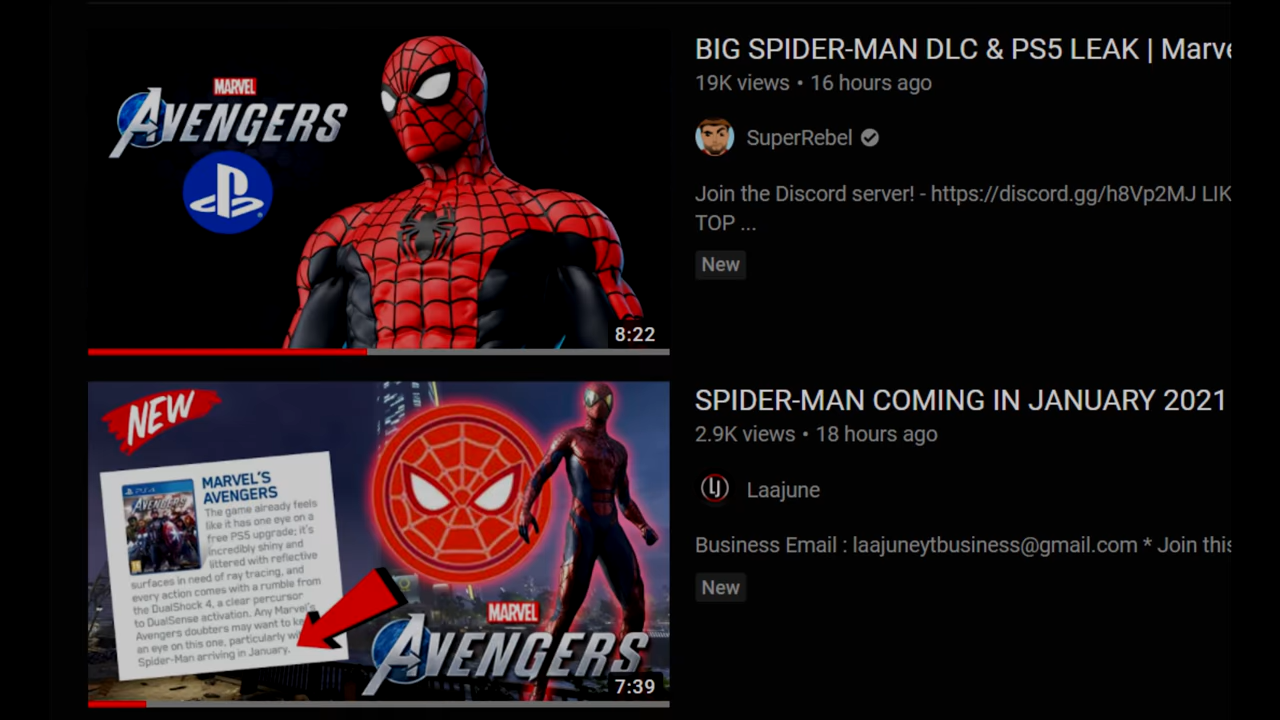 BIG SPIDER-MAN DLC & PS5 LEAK | Marve
19K views • 16 hours ago
MARVEL
AVENGERS
SuperRebel
Join the Discord server! - https://discord.gg/h8Vp2MJ LIK
TOP ...
New
8:22
NEW
SPIDER-MAN COMING IN JANUARY 2021
2.9K views • 18 hours ago
MARVEL'S
AVENGERS
The game already feels
like it has one eye on a
free PS5 upgrade; it's
incredibly shiny and
littered with reflective
surfaces in need of ray tracing, and
every action comes with a rumble from
the DualShock 4, a clear percursor
to DualSense activation. Any Marvel's
Avengers doubters may want to
an eye on this one, particularly
Spider-Man arriving in January.
PS4
AVENGERS
Laajune
Business Email : laajuneytbusiness@gmail.com * Join this
New
MARVEL
AVENGERS
7:39